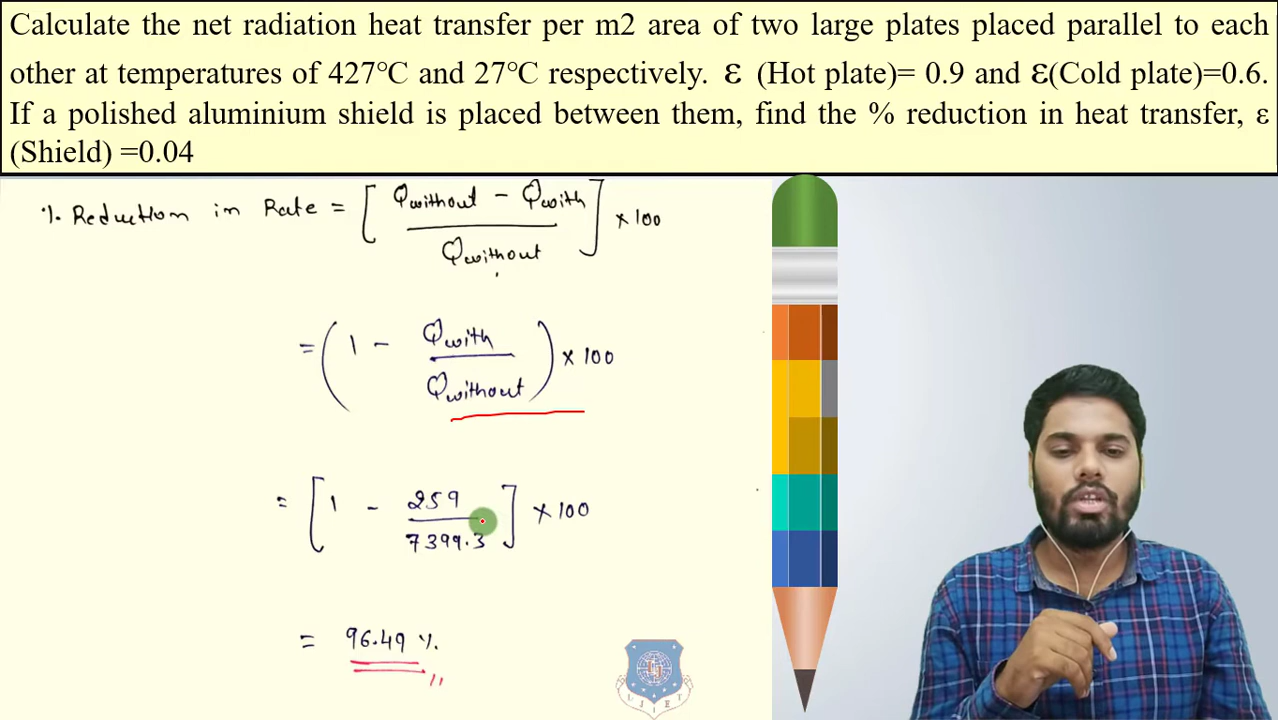 Calculate the net radiation heat transfer per m2 area of two large plates placed parallel to each
other at temperatures of 427℃ and 27℃ respectively. ε (Hot plate)= 0.9 and ε(Cold plate)=0.6.
If a polished aluminium shield is placed between them, find the % reduction in heat transfer, ε
(Shield) =0.04
% Reduction in Rate = [ Qwithout - Qwith / Qwithout ] × 100
= ( 1 - Qwith / Qwithout ) × 100
= [ 1 - 259 / 7399.3 ] × 100
= 96.49 %